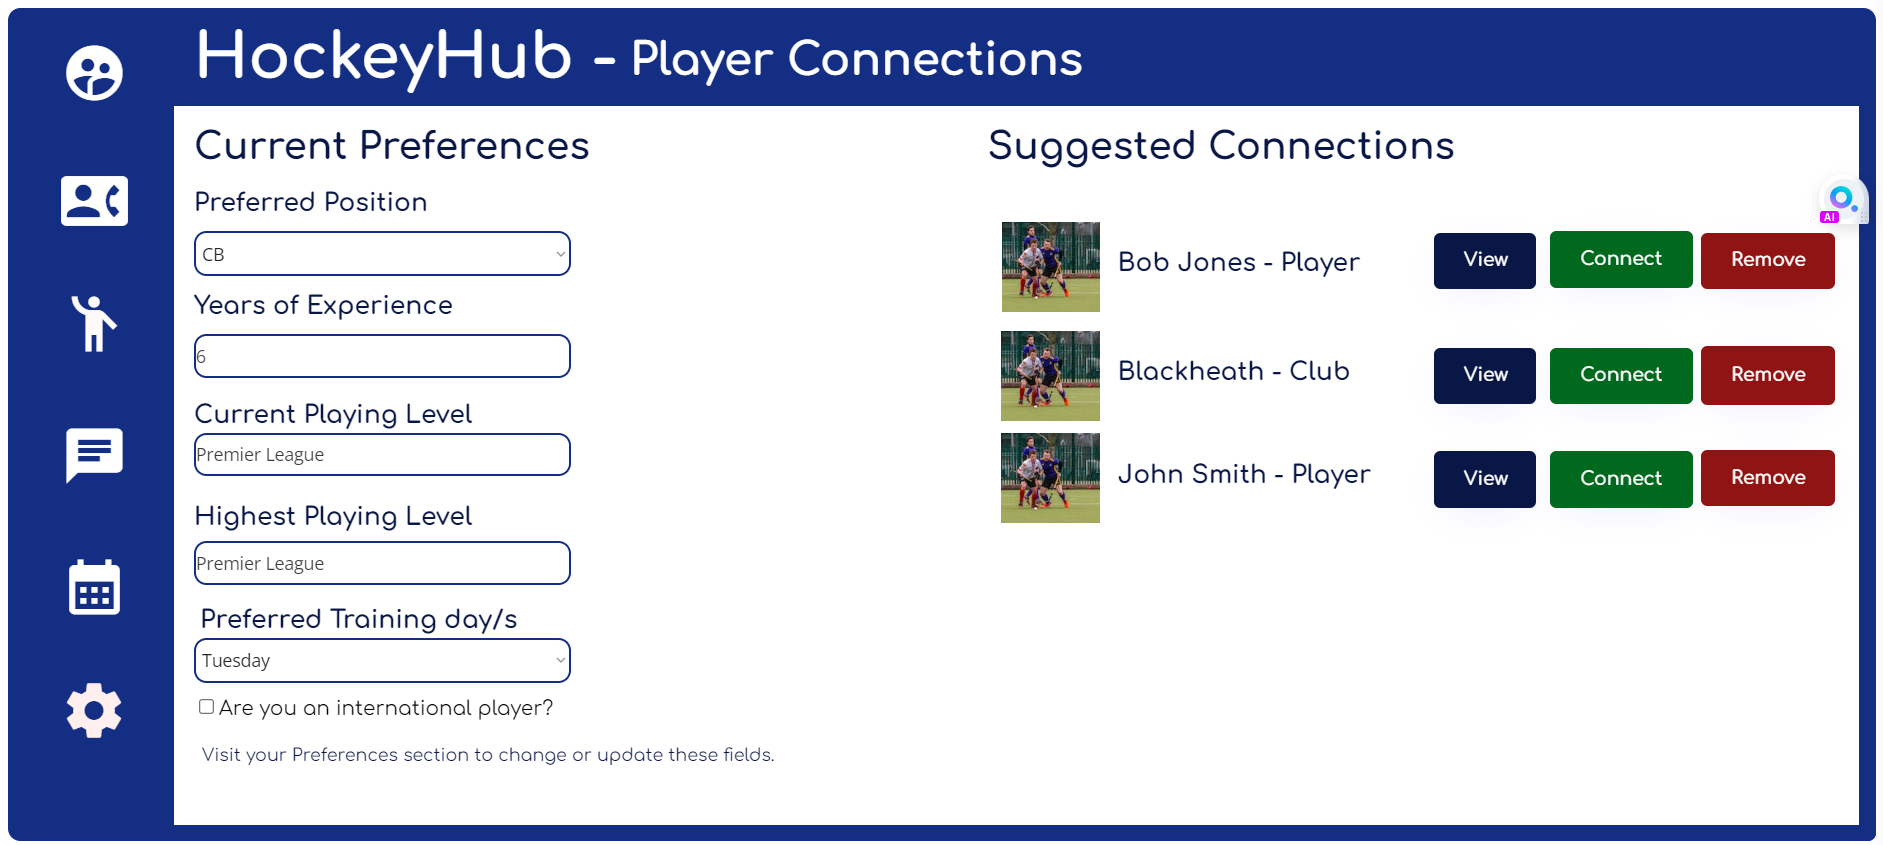 HockeyHub - Player Connections
Current Preferences
Preferred Position
CB
Years of Experience
6
Current Playing Level
Premier League
Highest Playing Level
Premier League
Preferred Training day/s
Tuesday
Are you an international player?
Visit your Preferences section to change or update these fields.
Suggested Connections
AI
Bob Jones - Player
View Connect Remove
Blackheath - Club
View Connect Remove
John Smith - Player
View Connect Remove